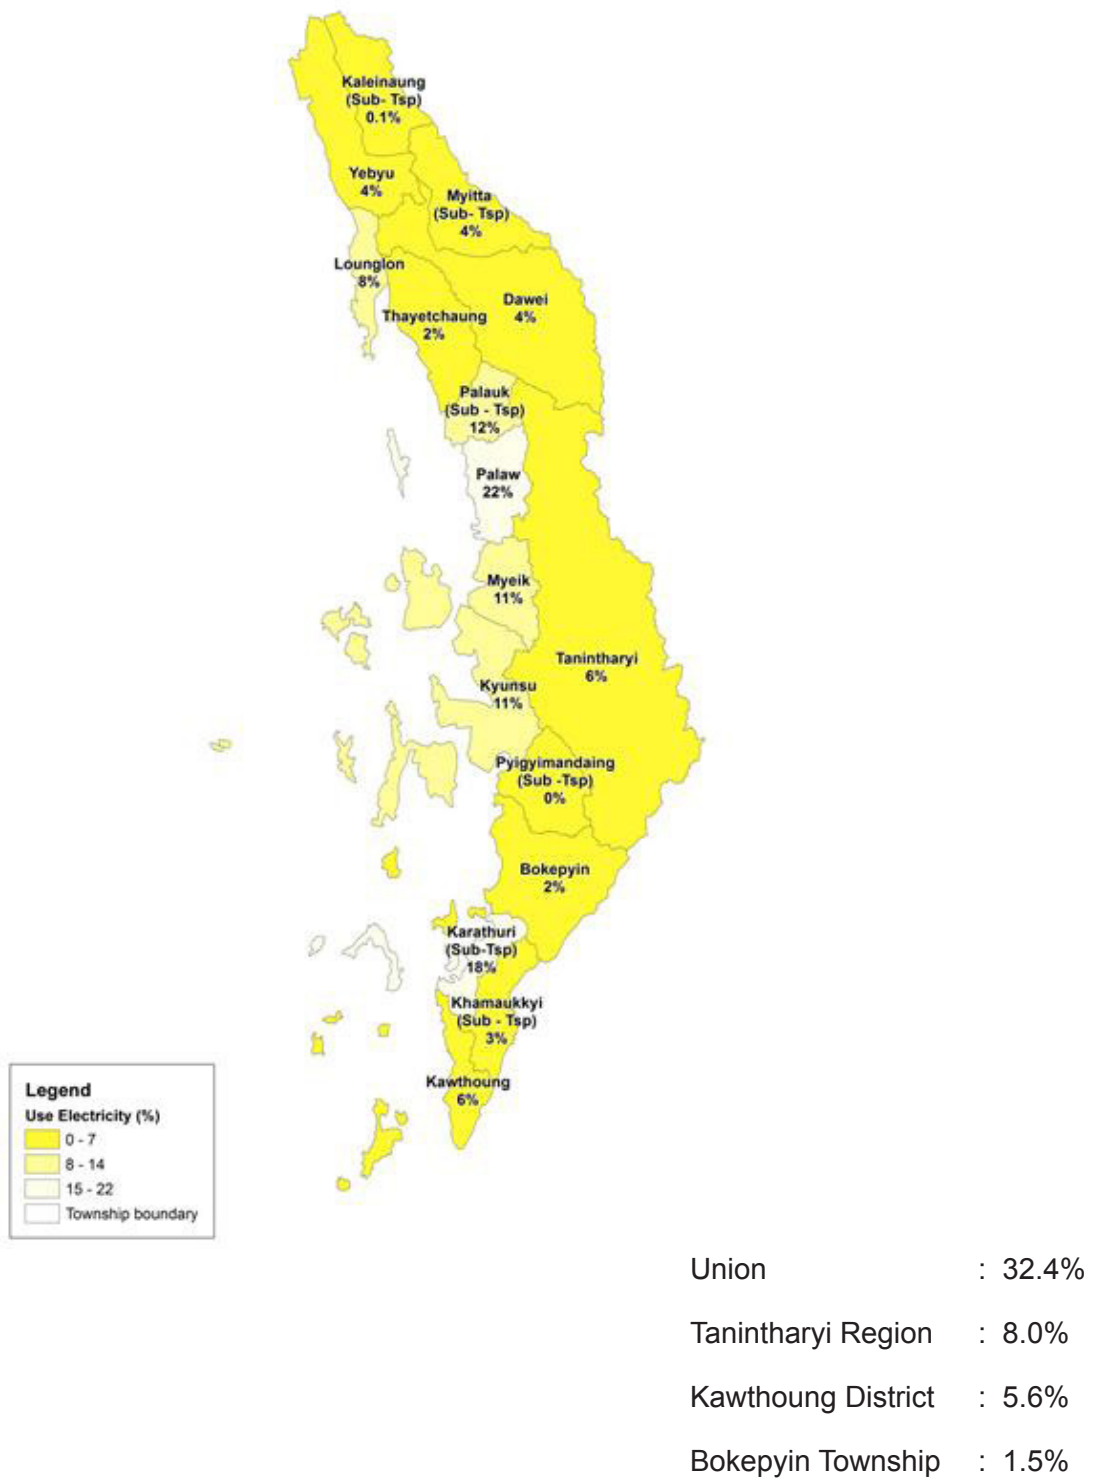 Kaleinaung
(Sub- Tsp)
0.1%
Yebyu
4%
Myitta
(Sub- Tsp)
4%
Lounglon
8%
Dawei
4%
Thayetchaung
2%
Palauk
(Sub - Tsp)
12%
Palaw
22%
Myeik
11%
Tanintharyi
6%
Kyunsu
11%
Pyigyimandaing
(Sub -Tsp)
0%
Bokepyin
2%
Karathuri
(Sub-Tsp)
18%
Khamaukkyi
(Sub - Tsp)
3%
Kawthoung
6%
Legend
Use Electricity (%)
0 - 7
8 - 14
15 - 22
Township boundary
Union : 32.4%
Tanintharyi Region : 8.0%
Kawthoung District : 5.6%
Bokepyin Township : 1.5%